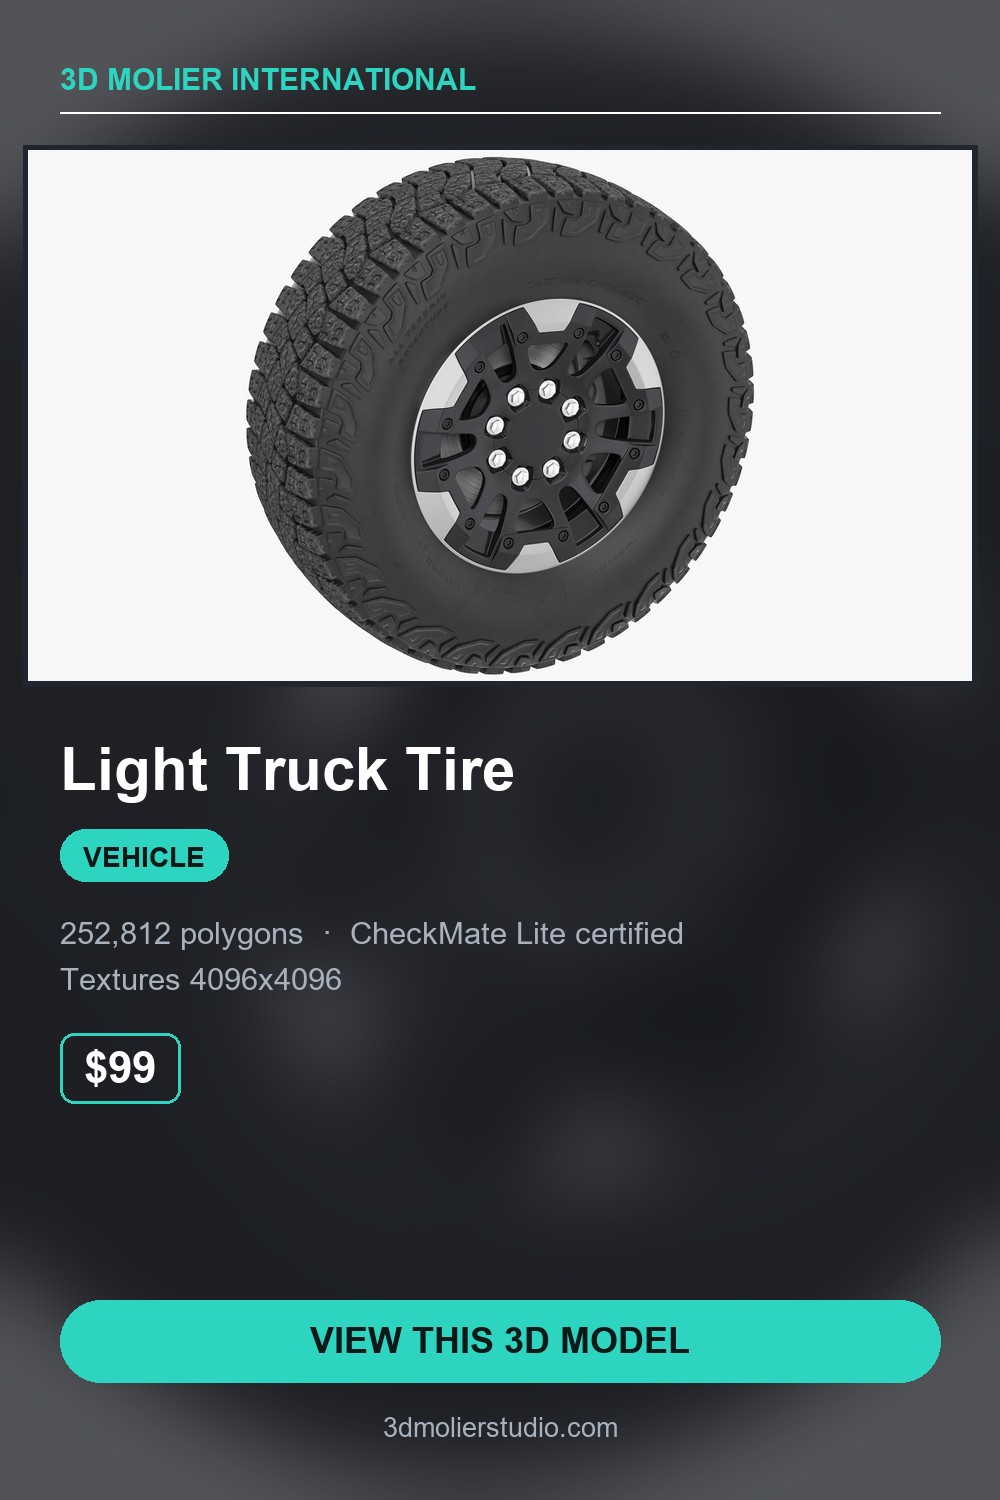 3D MOLIER INTERNATIONAL
Light Truck Tire
VEHICLE
252,812 polygons · CheckMate Lite certified
Textures 4096x4096
$99
VIEW THIS 3D MODEL
3dmolierstudio.com